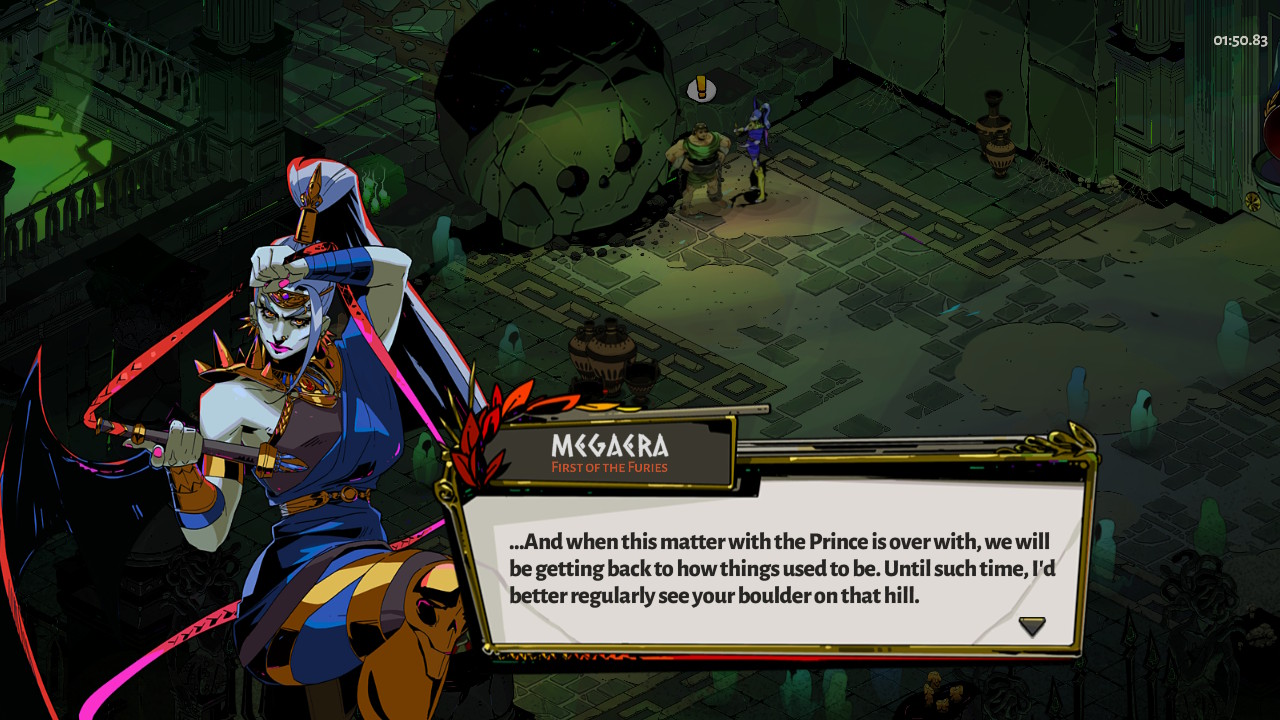 01:50.83
MEGAERA
FIRST OF THE FURIES
...And when this matter with the Prince is over with, we will
be getting back to how things used to be. Until such time, I'd
better regularly see your boulder on that hill.